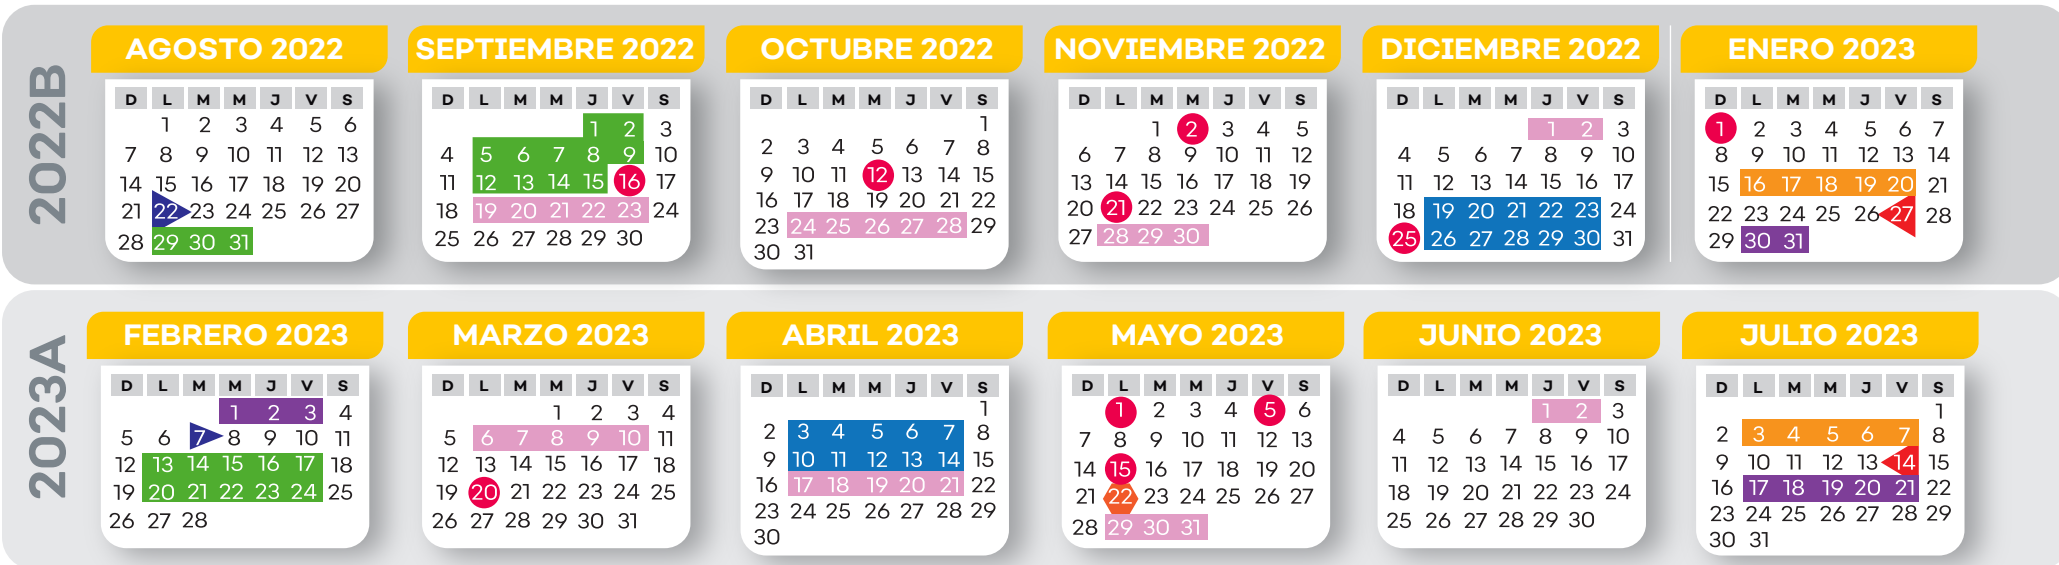 2022B
AGOSTO 2022
D L M M J V S
1 2 3 4 5 6
7 8 9 10 11 12 13
14 15 16 17 18 19 20
21 22 23 24 25 26 27
28 29 30 31
SEPTIEMBRE 2022
D L M M J V S
1 2 3
4 5 6 7 8 9 10
11 12 13 14 15 16 17
18 19 20 21 22 23 24
25 26 27 28 29 30
OCTUBRE 2022
D L M M J V S
1
2 3 4 5 6 7 8
9 10 11 12 13 14 15
16 17 18 19 20 21 22
23 24 25 26 27 28 29
30 31
NOVIEMBRE 2022
D L M M J V S
1 2 3 4 5
6 7 8 9 10 11 12
13 14 15 16 17 18 19
20 21 22 23 24 25 26
27 28 29 30
DICIEMBRE 2022
D L M M J V S
1 2 3
4 5 6 7 8 9 10
11 12 13 14 15 16 17
18 19 20 21 22 23 24
25 26 27 28 29 30 31
ENERO 2023
D L M M J V S
1 2 3 4 5 6 7
8 9 10 11 12 13 14
15 16 17 18 19 20 21
22 23 24 25 26 27 28
29 30 31
2023A
FEBRERO 2023
D L M M J V S
1 2 3 4
5 6 7 8 9 10 11
12 13 14 15 16 17 18
19 20 21 22 23 24 25
26 27 28
MARZO 2023
D L M M J V S
1 2 3 4
5 6 7 8 9 10 11
12 13 14 15 16 17 18
19 20 21 22 23 24 25
26 27 28 29 30 31
ABRIL 2023
D L M M J V S
1
2 3 4 5 6 7 8
9 10 11 12 13 14 15
16 17 18 19 20 21 22
23 24 25 26 27 28 29
30
MAYO 2023
D L M M J V S
1 2 3 4 5 6
7 8 9 10 11 12 13
14 15 16 17 18 19 20
21 22 23 24 25 26 27
28 29 30 31
JUNIO 2023
D L M M J V S
1 2 3
4 5 6 7 8 9 10
11 12 13 14 15 16 17
18 19 20 21 22 23 24
25 26 27 28 29 30
JULIO 2023
D L M M J V S
1
2 3 4 5 6 7 8
9 10 11 12 13 14 15
16 17 18 19 20 21 22
23 24 25 26 27 28 29
30 31